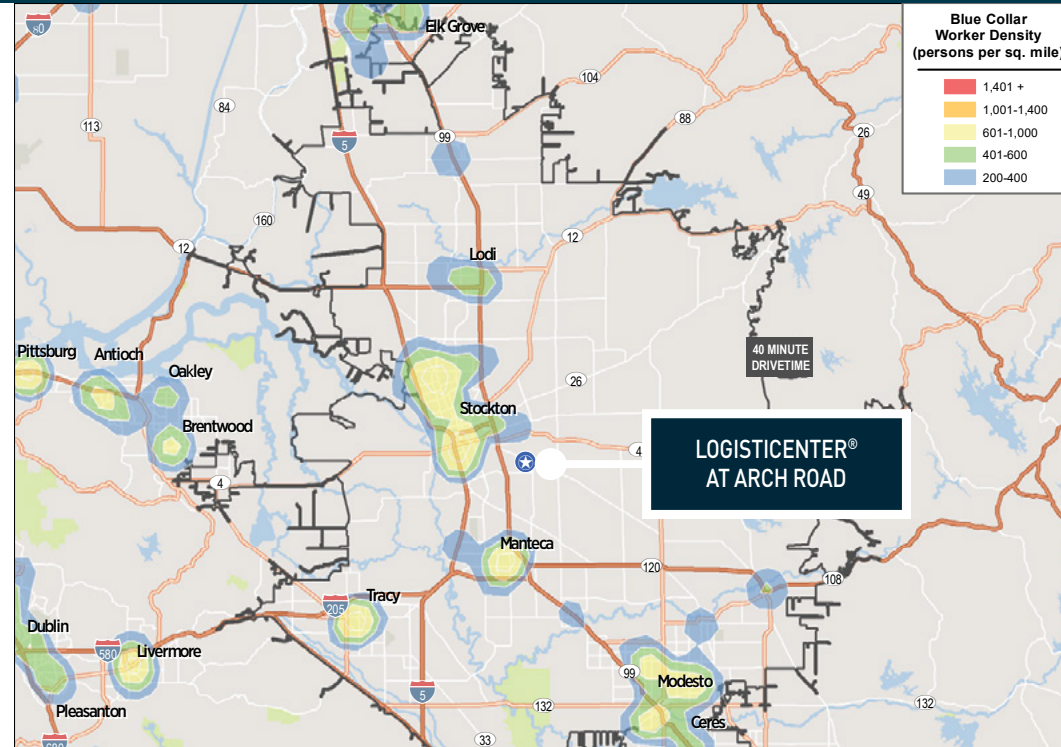 Blue Collar
Worker Density
(persons per sq. mile)
1,401 +
1,001-1,400
601-1,000
401-600
200-400
80
Elk Grove
104
84
113
5
99
88
26
49
160
12
12
Lodi
Pittsburg
Antioch
Oakley
40 MINUTE
DRIVETIME
26
Stockton
Brentwood
4
4
LOGISTICENTER®
AT ARCH ROAD
Manteca
120
108
Tracy
205
Dublin
580
Livermore
99
Modesto
5
Pleasanton
132
132
Ceres
33
680